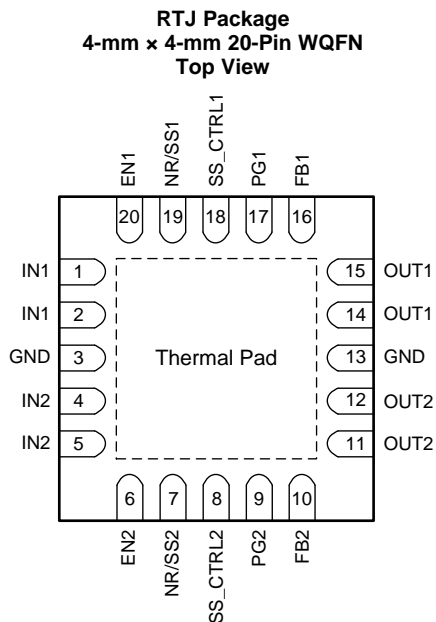 RTJ Package
4-mm × 4-mm 20-Pin WQFN
Top View
EN1
NR/SS1
SS_CTRL1
PG1
FB1
20
19
18
17
16
IN1 1
15 OUT1
IN1 2
14 OUT1
GND 3
Thermal Pad
13 GND
IN2 4
12 OUT2
IN2 5
11 OUT2
6
7
8
9
10
EN2
NR/SS2
SS_CTRL2
PG2
FB2